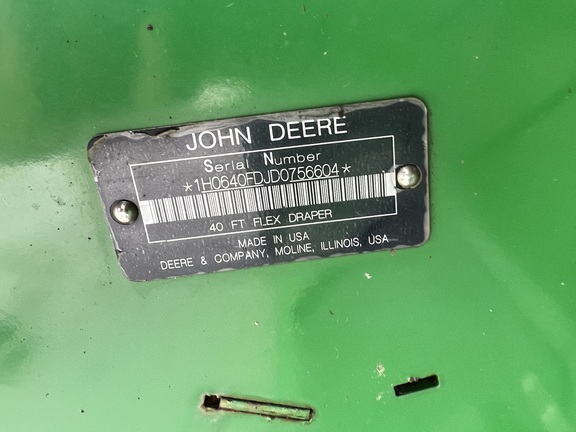 JOHN DEERE
Serial Number
*1H0640FDJD0756604*
40 FT FLEX DRAPER
MADE IN USA
DEERE & COMPANY, MOLINE, ILLINOIS, USA